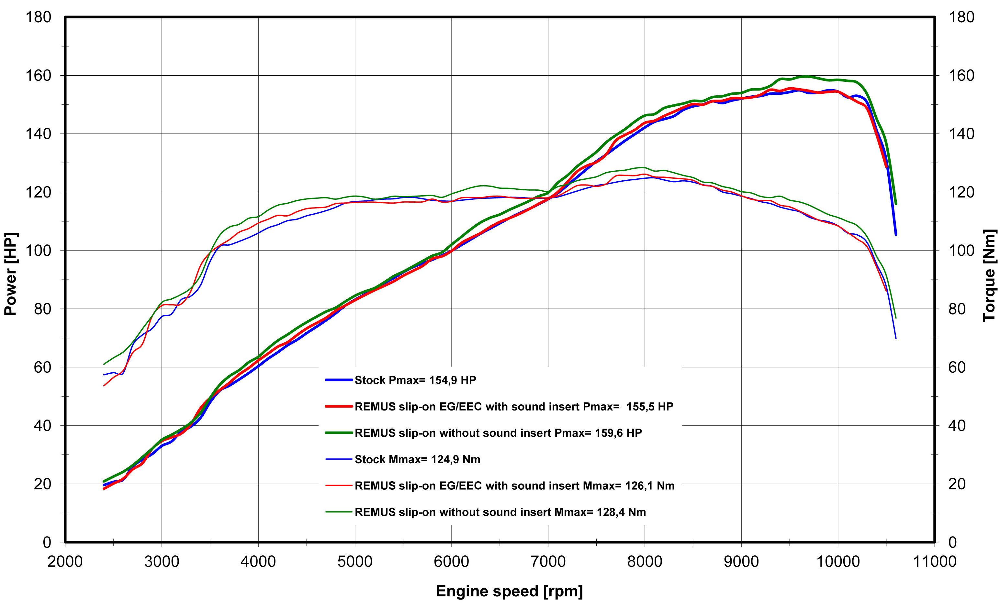 180
160
140
120
100
80
60
40
20
0
Power [HP]
180
160
140
120
100
80
60
40
20
0
Torque [Nm]
Stock Pmax= 154,9 HP
REMUS slip-on EG/EEC with sound insert Pmax=  155,5 HP
REMUS slip-on without sound insert Pmax= 159,6 HP
Stock Mmax= 124,9 Nm
REMUS slip-on EG/EEC with sound insert Mmax= 126,1 Nm
REMUS slip-on without sound insert Mmax= 128,4 Nm
2000 3000 4000 5000 6000 7000 8000 9000 10000 11000
Engine speed [rpm]